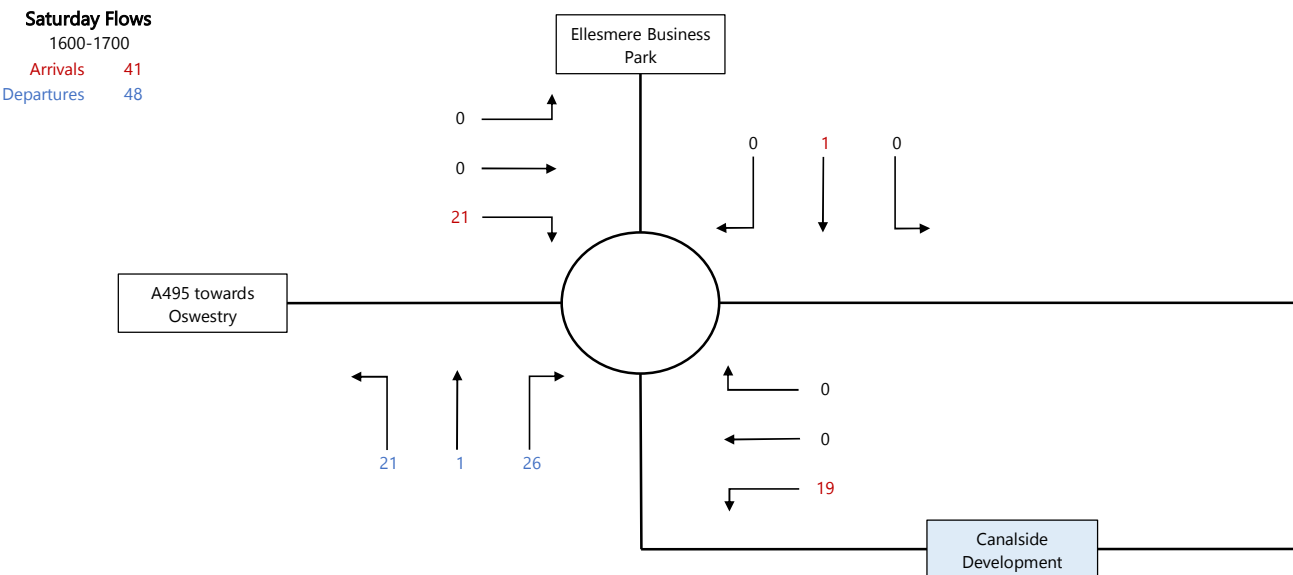 Saturday Flows
1600-1700
Arrivals 41
Departures 48
Ellesmere Business
Park
0
0
21
0 1 0
A495 towards
Oswestry
21 1 26
0
0
19
Canalside
Development